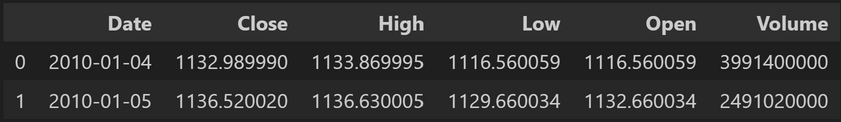 Date Close High Low Open Volume
0 2010-01-04 1132.989990 1133.869995 1116.560059 1116.560059 3991400000
1 2010-01-05 1136.520020 1136.630005 1129.660034 1132.660034 2491020000